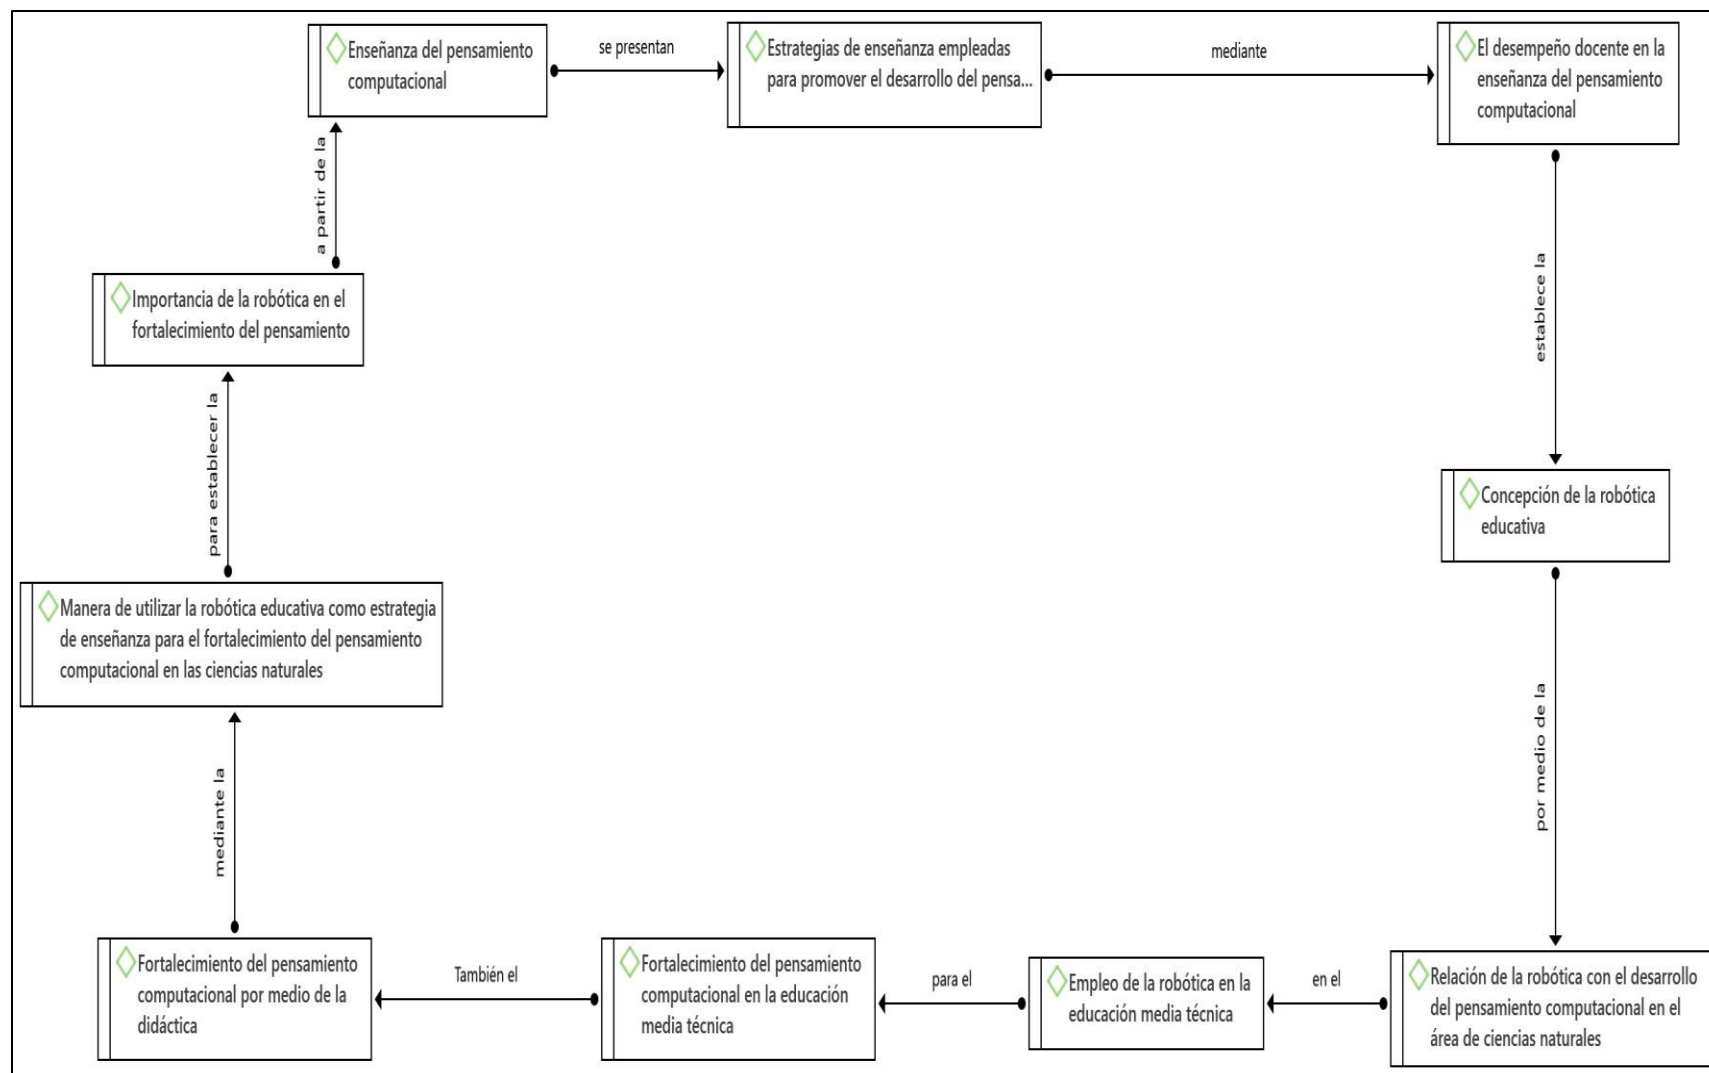 Enseñanza del pensamiento
computacional
se presentan
Estrategias de enseñanza empleadas
para promover el desarrollo del pensa...
mediante
El desempeño docente en la
enseñanza del pensamiento
computacional
establece la
Concepción de la robótica
educativa
por medio de la
Relación de la robótica con el desarrollo
del pensamiento computacional en el
área de ciencias naturales
en el
Empleo de la robótica en la
educación media técnica
para el
Fortalecimiento del pensamiento
computacional en la educación
media técnica
También el
Fortalecimiento del pensamiento
computacional por medio de la
didáctica
mediante la
Manera de utilizar la robótica educativa como estrategia
de enseñanza para el fortalecimiento del pensamiento
computacional en las ciencias naturales
para establecer la
Importancia de la robótica en el
fortalecimiento del pensamiento
a partir de la